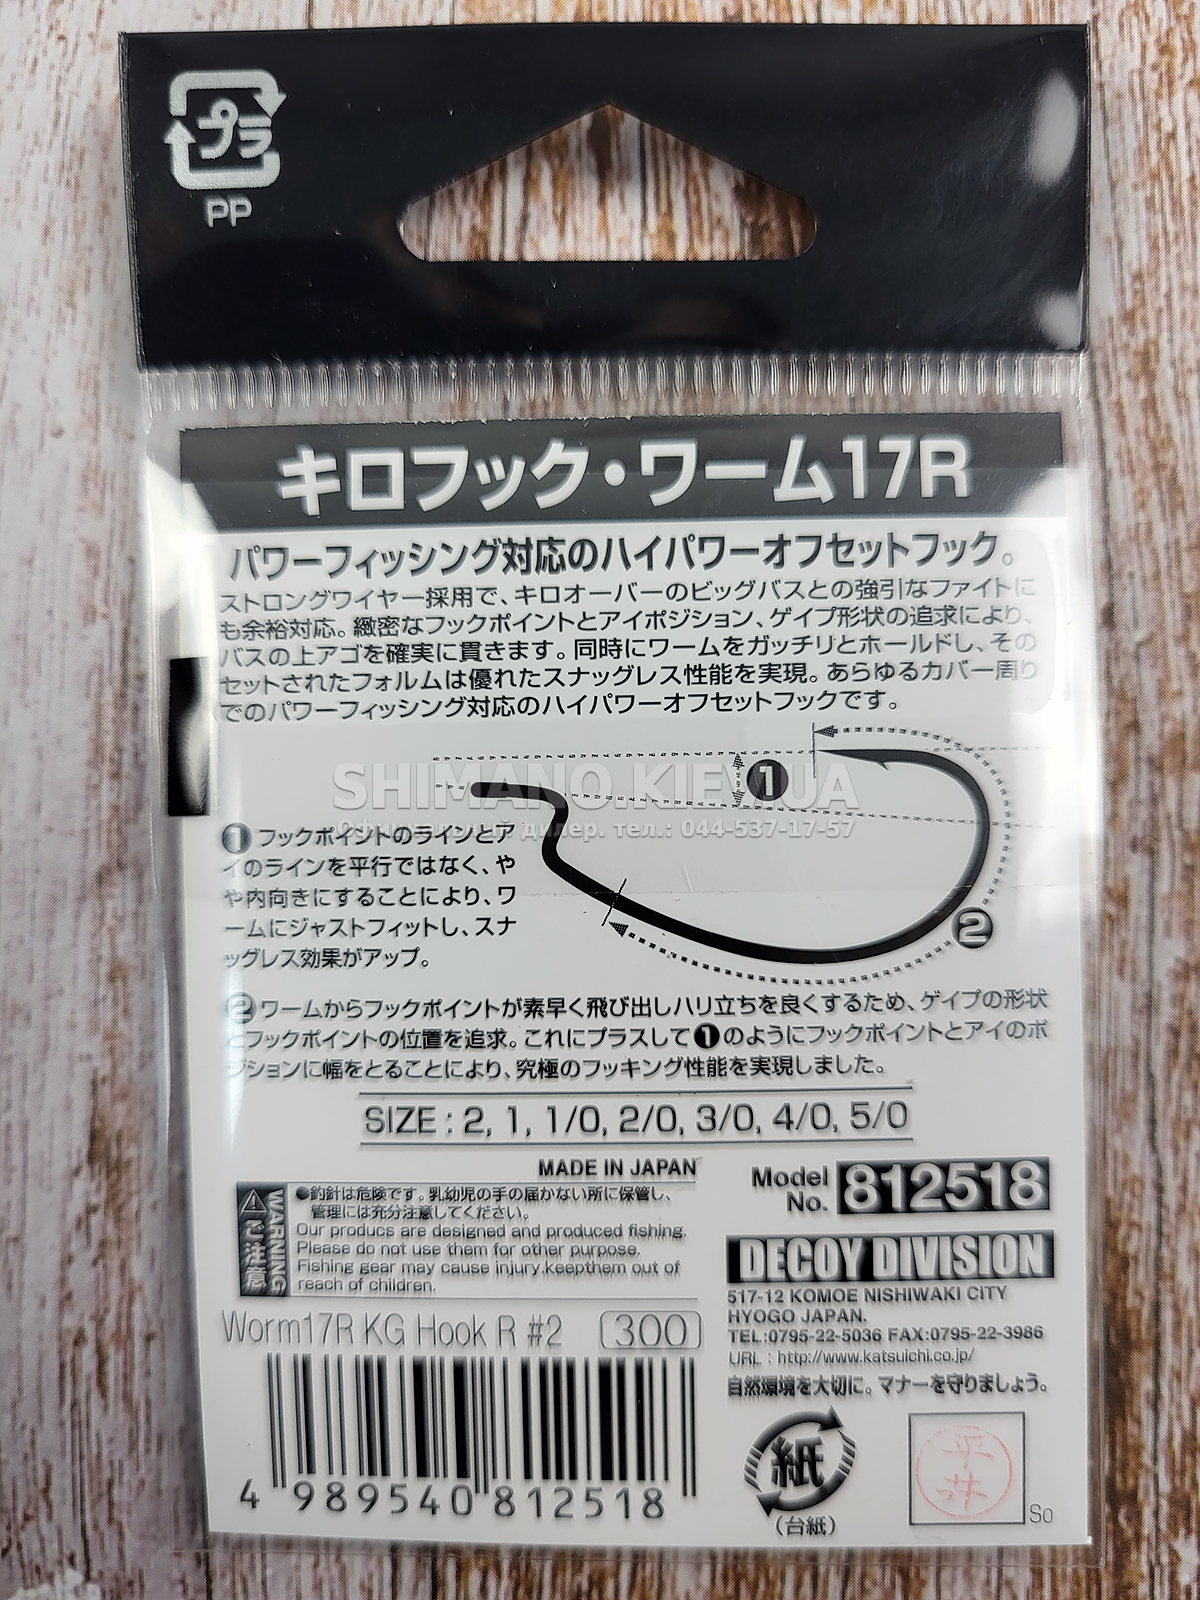 プラ
PP
キロフック・ワーム17R
パワーフィッシング対応のハイパワーオフセットフック。
ストロングワイヤー採用で、キロオーバーのビッグバスとの強引なファイトに
も余裕対応。緻密なフックポイントとアイポジション、ゲイプ形状の追求により、
バスの上アゴを確実に貫きます。同時にワームをガッチリとホールドし、その
セットされたフォルムは優れたスナッグレス性能を実現。あらゆるカバー周り
でのパワーフィッシング対応のハイパワーオフセットフックです。
❶
SHIMANO.KIEV.UA
Официальный дилер. тел.: 044-537-17-57
❶フックポイントのラインとア
イのラインを平行ではなく、や
や内向きにすることにより、ワ
ームにジャストフィットし、スナ
ッグレス効果がアップ。
❷
❷ワームからフックポイントが素早く飛び出しハリ立ちを良くするため、ゲイプの形状
とフックポイントの位置を追求。これにプラスして❶のようにフックポイントとアイのポ
ジションに幅をとることにより、究極のフッキング性能を実現しました。
SIZE : 2, 1, 1/0, 2/0, 3/0, 4/0, 5/0
MADE IN JAPAN
WARNING
ご注意
●釣針は危険です。乳幼児の手の届かない所に保管し、
管理には充分注意してください。
Our producs are designed and produced fishing.
Please do not use them for other purpose.
Fishing gear may cause injury.keepthem out of
reach of children.
Model No. 812518
DECOY DIVISION
517-12 KOMOE NISHIWAKI CITY
HYOGO JAPAN.
TEL:0795-22-5036 FAX:0795-22-3986
URL : http://www.katsuichi.co.jp/
自然環境を大切に。マナーを守りましょう。
Worm17R KG Hook R #2 300
4 989540 812518
紙
(台紙)
平井
So